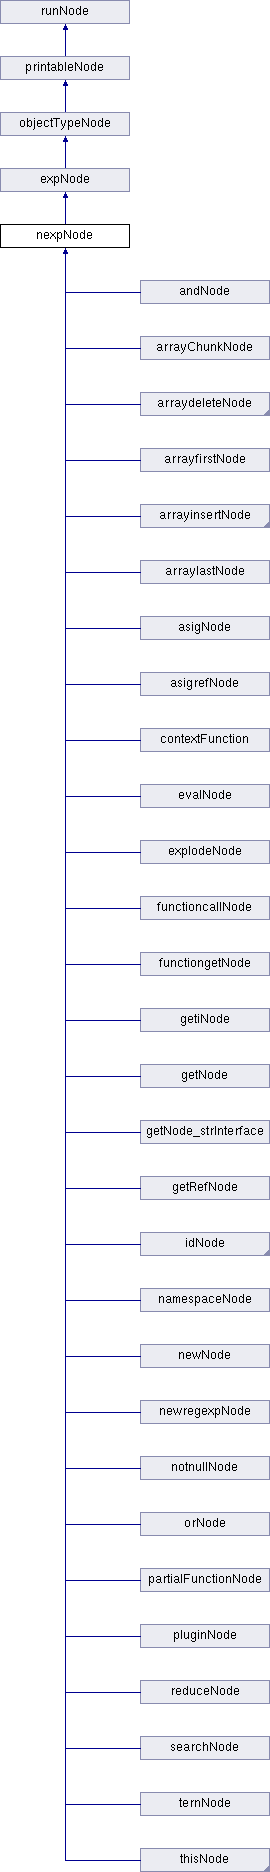 runNode
printableNode
objectTypeNode
expNode
nexpNode
andNode
arrayChunkNode
arraydeleteNode
arrayfirstNode
arrayinsertNode
arraylastNode
asigNode
asigrefNode
contextFunction
evalNode
explodeNode
functioncallNode
functiongetNode
getiNode
getNode
getNode_strInterface
getRefNode
idNode
namespaceNode
newNode
newregexpNode
notnullNode
orNode
partialFunctionNode
pluginNode
reduceNode
searchNode
ternNode
thisNode